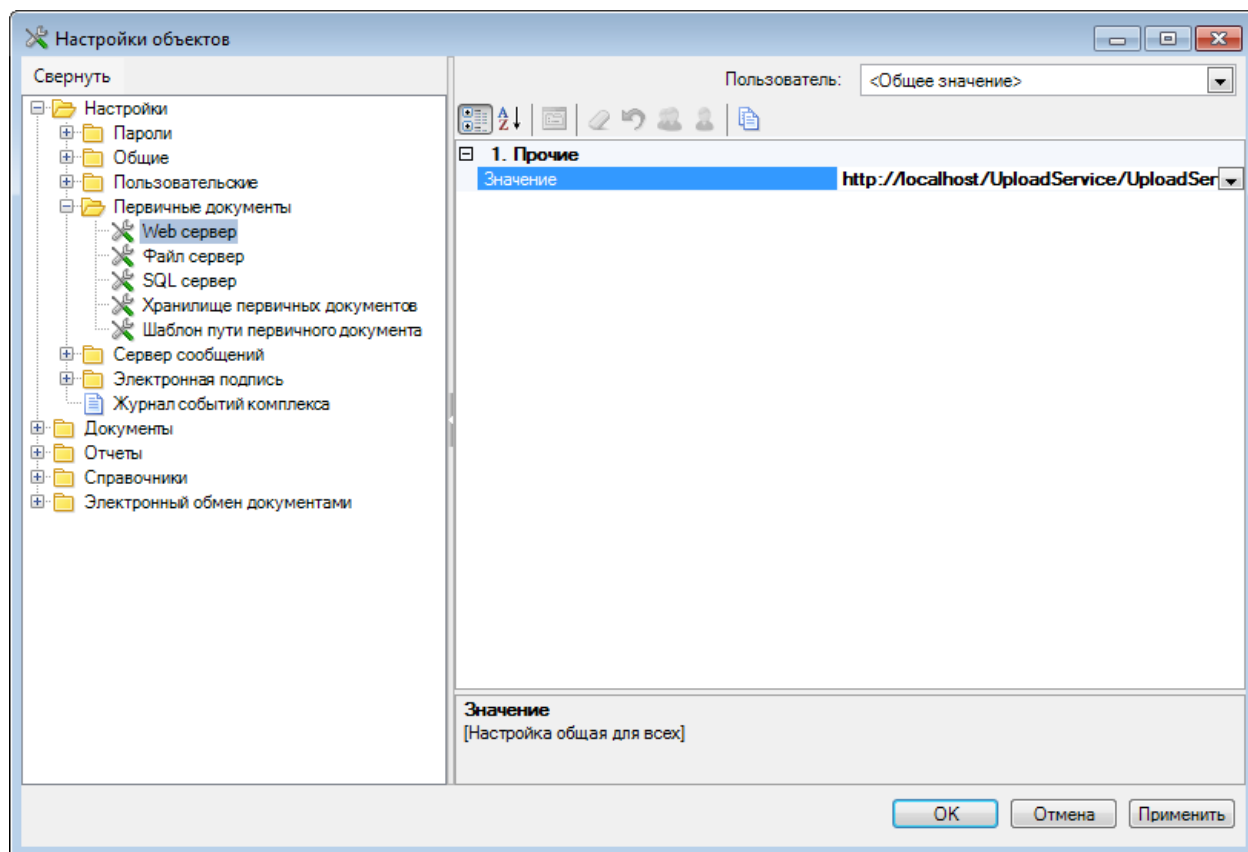 Настройки объектов
Свернуть
Пользователь: <Общее значение>
Настройки
Пароли
Общие
Пользовательские
Первичные документы
Web сервер
Файл сервер
SQL сервер
Хранилище первичных документов
Шаблон пути первичного документа
Сервер сообщений
Электронная подпись
Журнал событий комплекса
Документы
Отчеты
Справочники
Электронный обмен документами
A
Z
1. Прочие
Значение http://localhost/UploadService/UploadSer
Значение
[Настройка общая для всех]
OK Отмена Применить